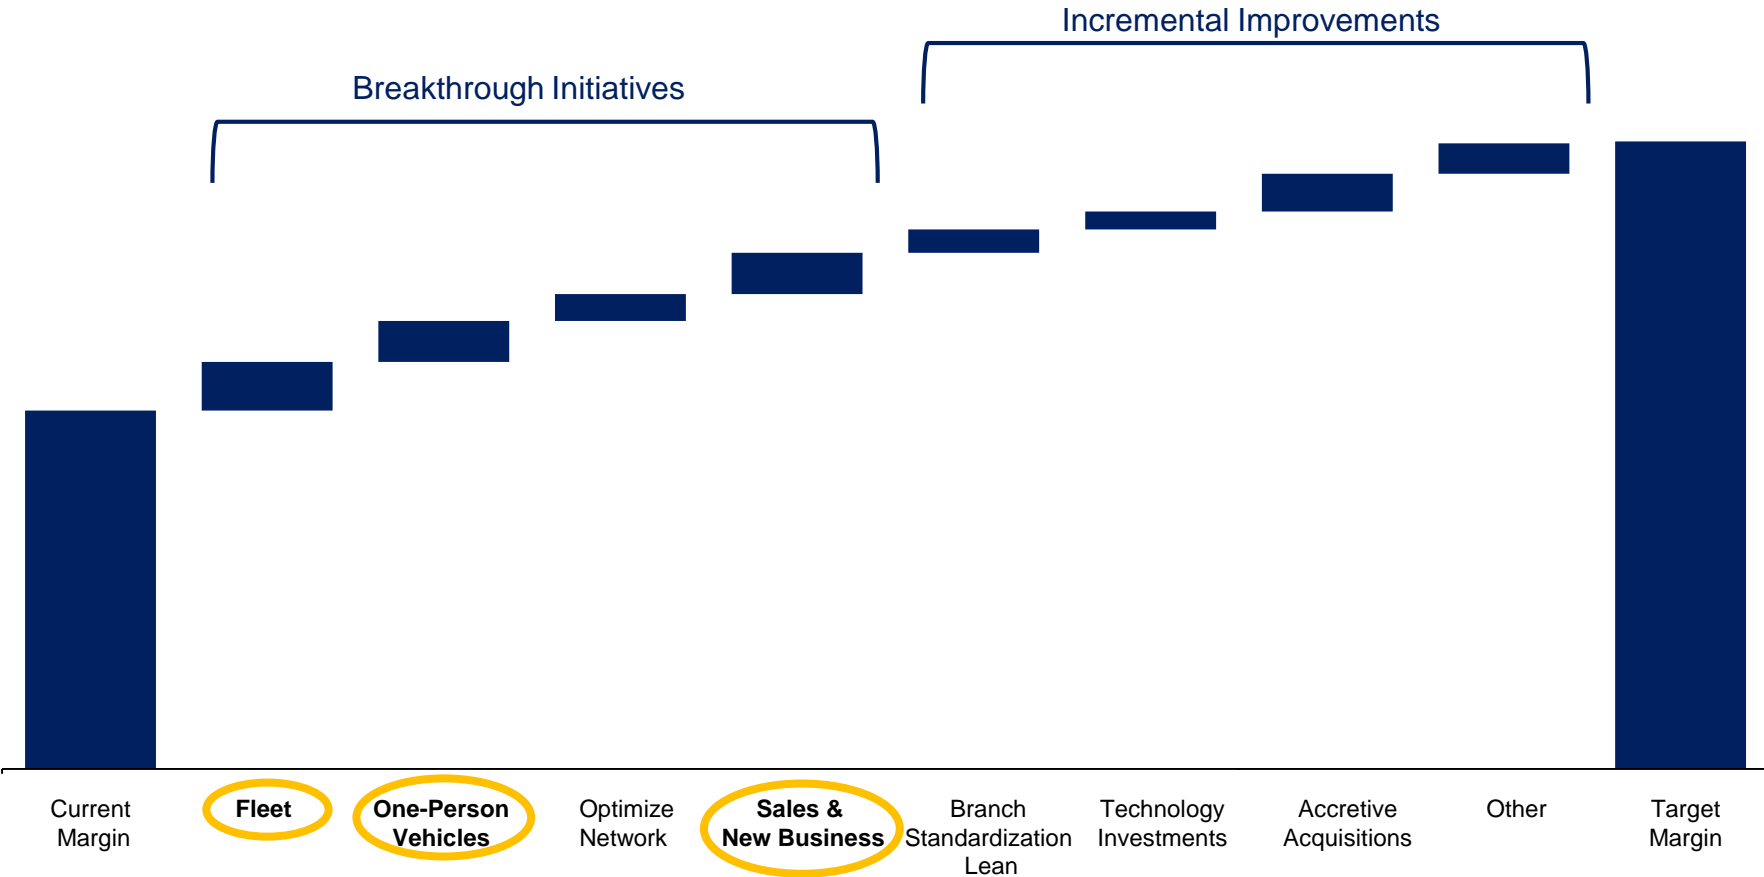 Incremental Improvements
Breakthrough Initiatives
Current
Margin
Fleet
One-Person
Vehicles
Optimize
Network
Sales &
New Business
Branch
Standardization
Lean
Technology
Investments
Accretive
Acquisitions
Other
Target
Margin